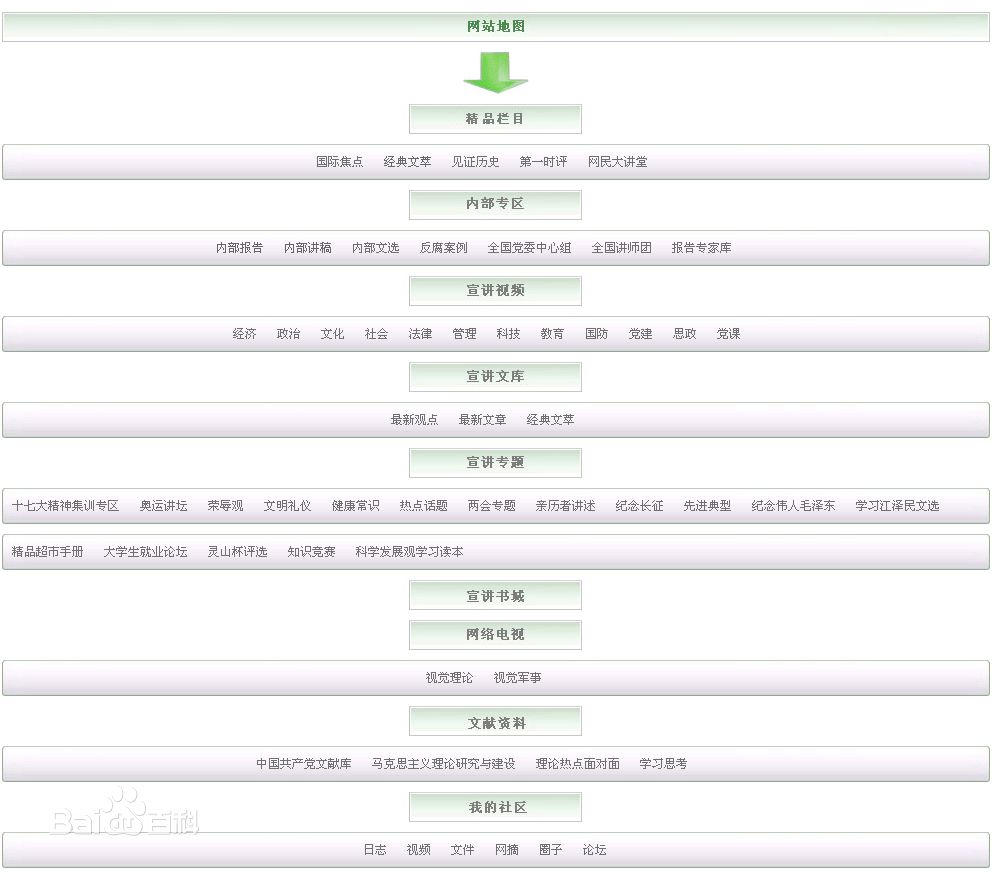 网站地图
精品栏目
国际焦点 经典文萃 见证历史 第一时评 网民大讲堂
内部专区
内部报告 内部讲稿 内部文选 反腐案例 全国党委中心组 全国讲师团 报告专家库
宣讲视频
经济 政治 文化 社会 法律 管理 科技 教育 国防 党建 思政 党课
宣讲文库
最新观点 最新文章 经典文萃
宣讲专题
十七大精神集训专区 奥运讲坛 荣辱观 文明礼仪 健康常识 热点话题 两会专题 亲历者讲述 纪念长征 先进典型 纪念伟人毛泽东 学习江泽民文选
精品超市手册 大学生就业论坛 灵山杯评选 知识竞赛 科学发展观学习读本
宣讲书城
网络电视
视觉理论 视觉军事
文献资料
中国共产党文献库 马克思主义理论研究与建设 理论热点面对面 学习思考
我的社区
Baidu百科
日志 视频 文件 网摘 圈子 论坛